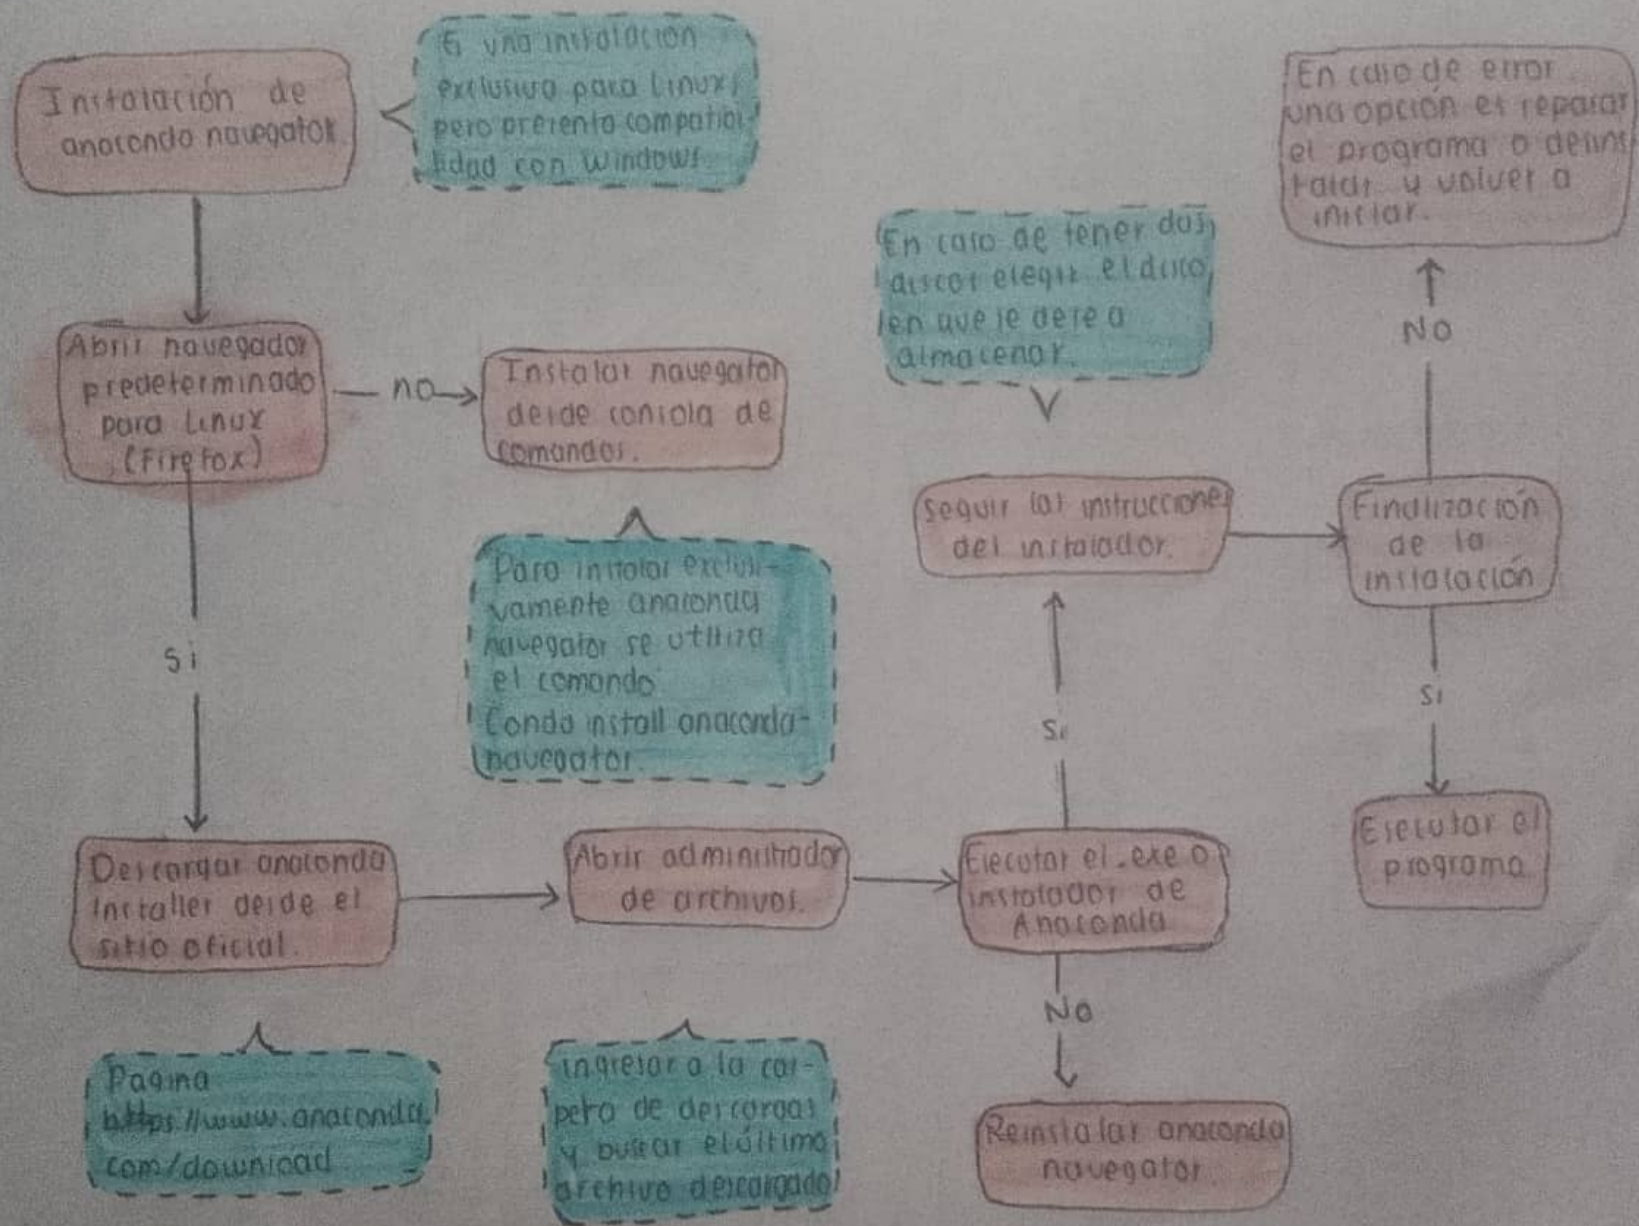 Instalación de
anaconda navegator
Es una instalación
exclusiva para Linux,
pero presenta compatibi-
lidad con Windows
Abrir navegador
predeterminado
para Linux
(Firefox)
no
Instalar navegator
desde consola de
comandos.
Para instalar exclusi-
vamente anaconda
navegator se utiliza
el comando
Conda install anaconda-
navegator.
Si
Descargar anaconda
Installer desde el
sitio oficial.
Pagina
https://www.anaconda.
com/download
Abrir administrador
de archivos.
ingresar a la car-
peta de descargas
y buscar el último
archivo descargado
Ejecutar el .exe o
instalador de
Anaconda
No
Reinstalar anaconda
navegator.
Si
Seguir las instrucciones
del instalador.
En caso de tener dos
discos elegir el disco
en que se desea
almacenar.
Finalización
de la
instalación
No
En caso de error
una opción es reparar
el programa o desins
talar y volver a
iniciar.
Si
Ejecutar el
programa